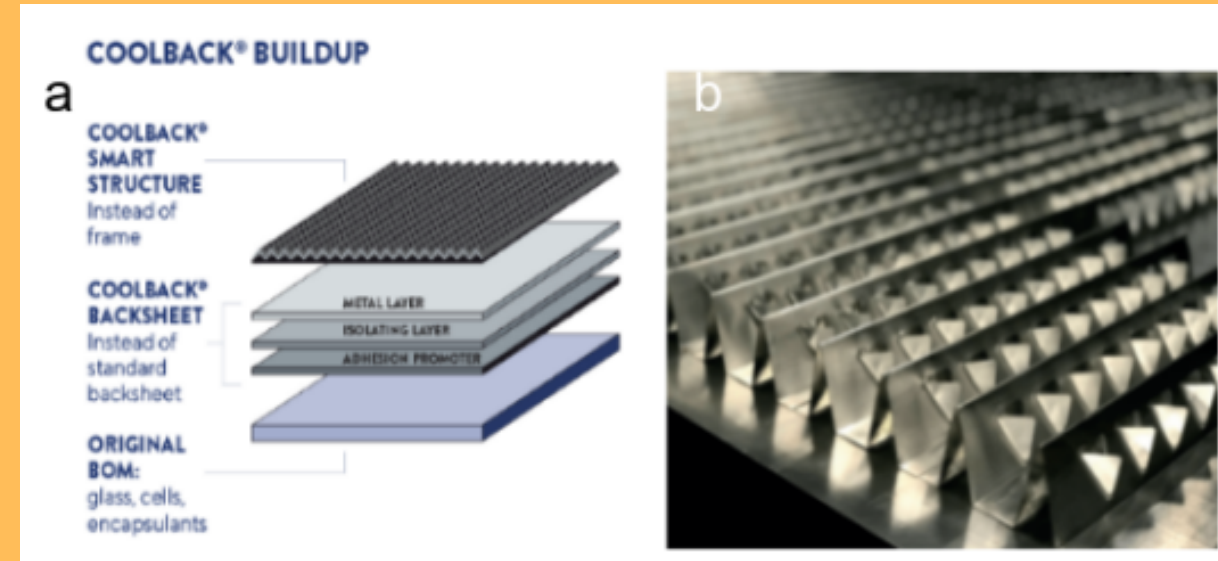 COOLBACK® BUILDUP
a
COOLBACK®
SMART
STRUCTURE
Instead of
frame
COOLBACK®
BACKSHEET
Instead of
standard
backsheet
ORIGINAL
BOM:
glass, cells,
encapsulants
METAL LAYER
ISOLATING LAYER
ADHESION PROMOTER
b